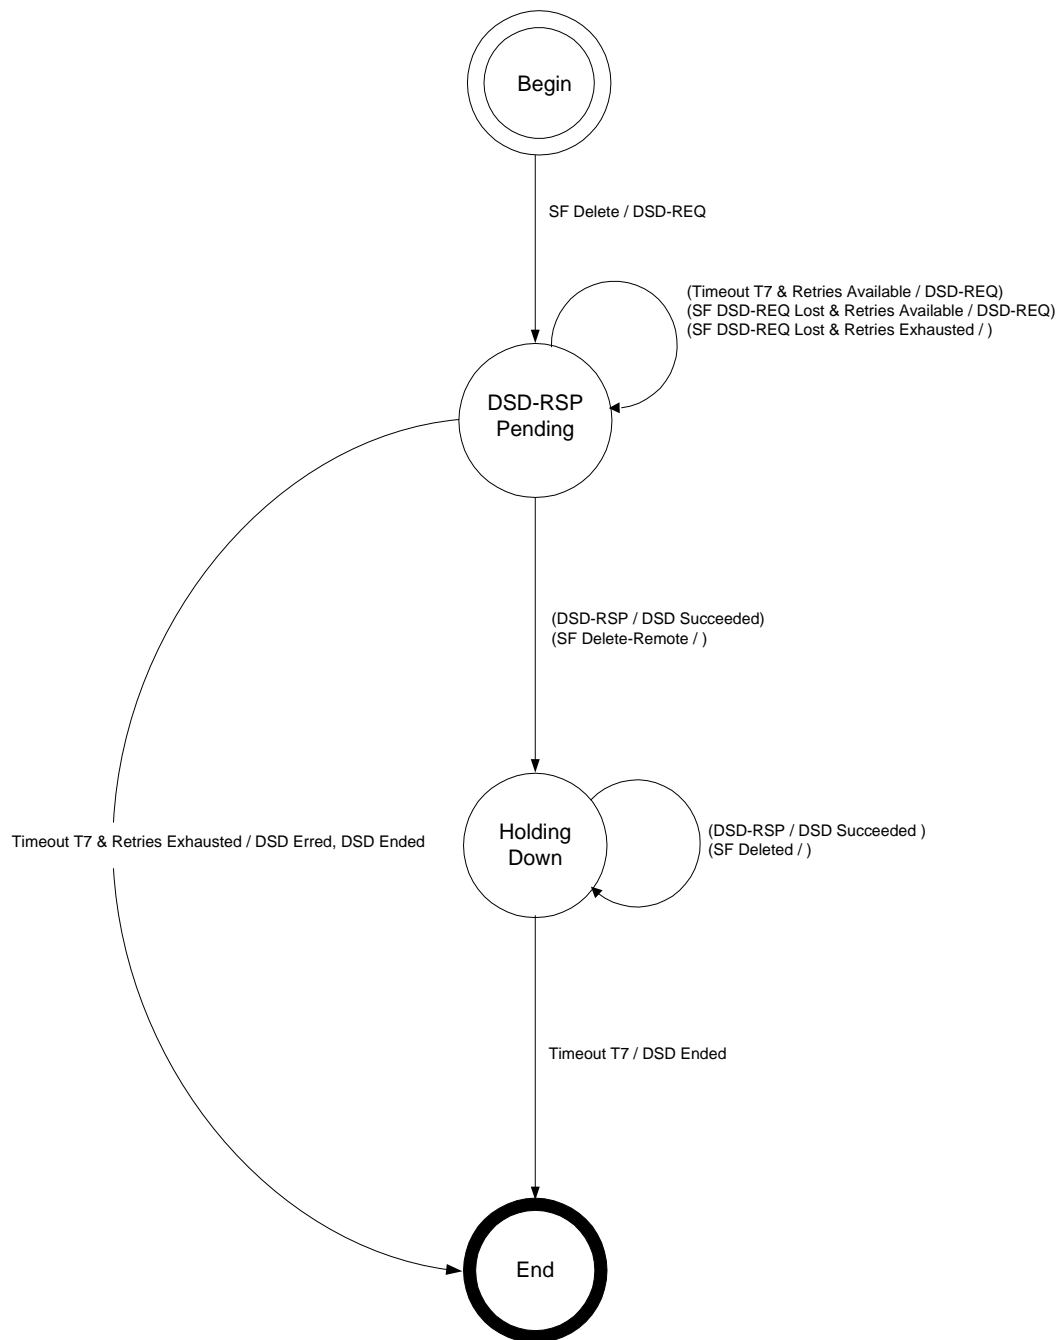 Begin
SF Delete / DSD-REQ
(Timeout T7 & Retries Available / DSD-REQ)
(SF DSD-REQ Lost & Retries Available / DSD-REQ)
(SF DSD-REQ Lost & Retries Exhausted / )
DSD-RSP
Pending
(DSD-RSP / DSD Succeeded)
(SF Delete-Remote / )
Timeout T7 & Retries Exhausted / DSD Erred, DSD Ended
Holding
Down
(DSD-RSP / DSD Succeeded )
(SF Deleted / )
Timeout T7 / DSD Ended
End